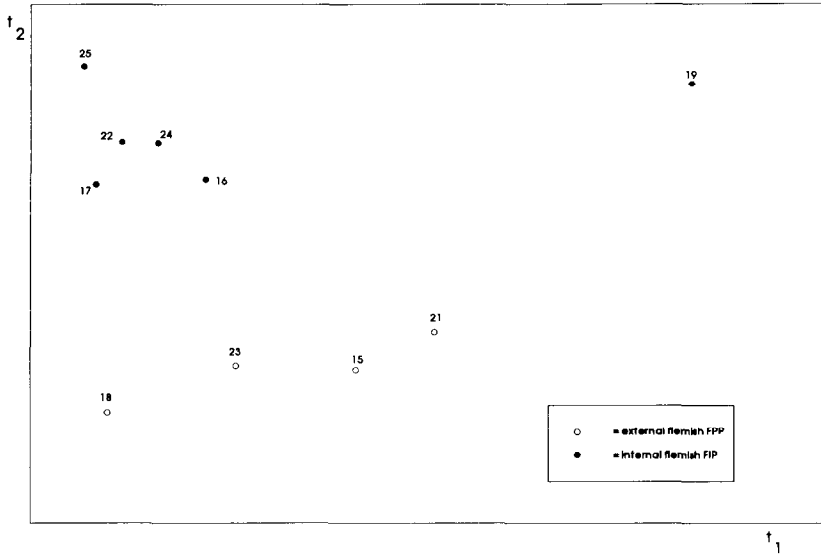 t2
25
19
22
24
17
16
21
23
15
18
= external flemish FPP
= internal flemish FIP
t1